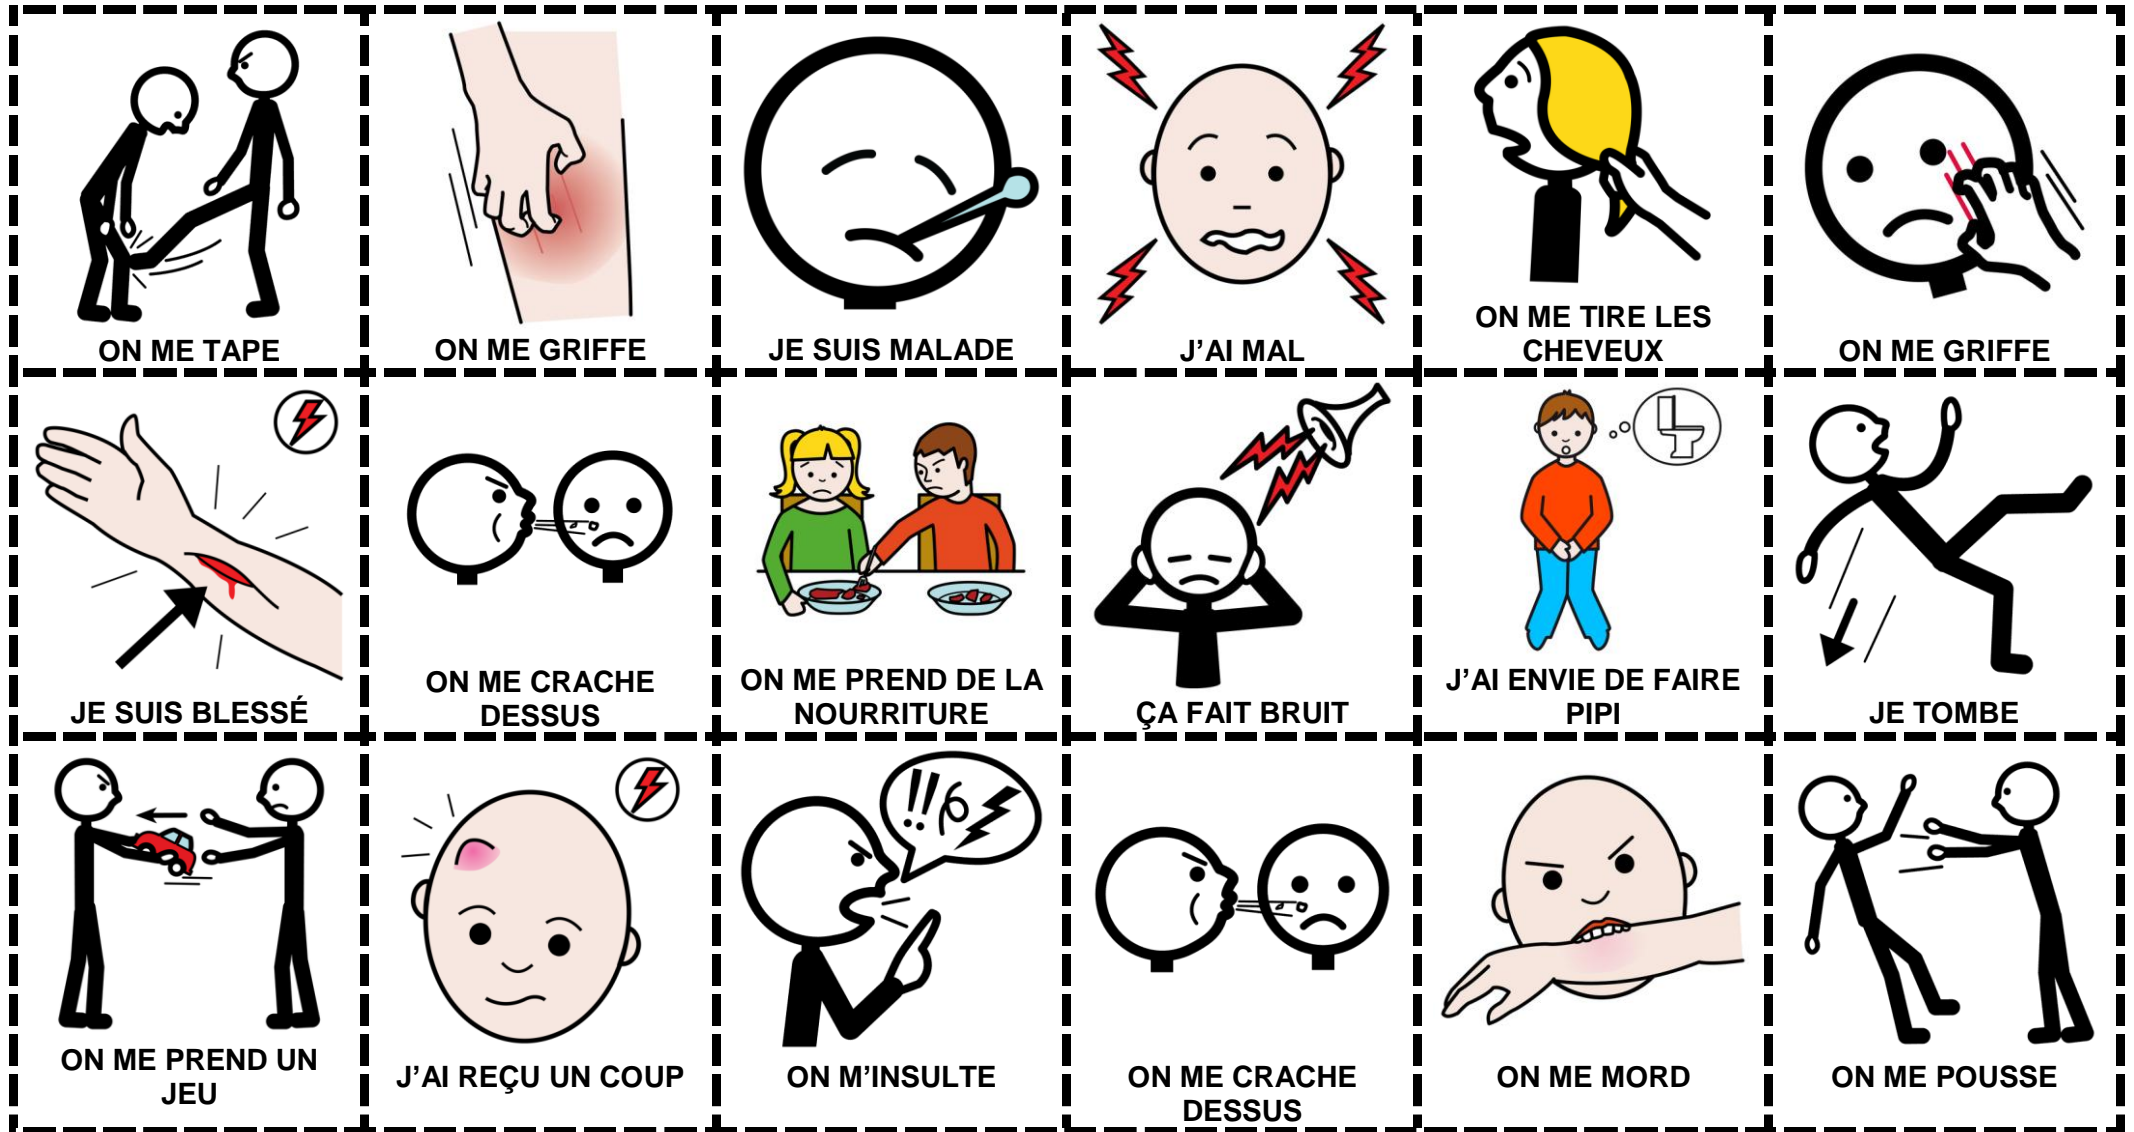 ON ME TAPE
ON ME GRIFFE
JE SUIS MALADE
J'AI MAL
ON ME TIRE LES
CHEVEUX
ON ME GRIFFE
JE SUIS BLESSÉ
ON ME CRACHE
DESSUS
ON ME PREND DE LA
NOURRITURE
ÇA FAIT BRUIT
J'AI ENVIE DE FAIRE
PIPI
JE TOMBE
ON ME PREND UN
JEU
J'AI REÇU UN COUP
!!6
ON M'INSULTE
ON ME CRACHE
DESSUS
ON ME MORD
ON ME POUSSE